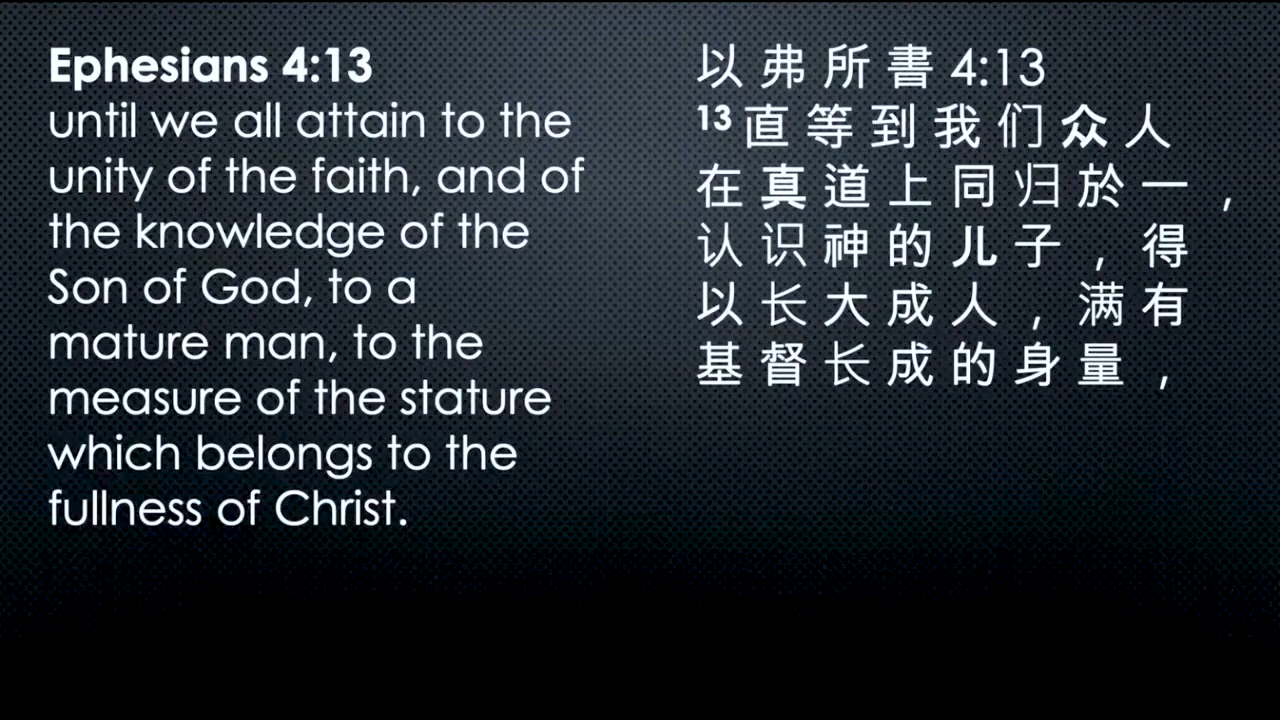 Ephesians 4:13
until we all attain to the
unity of the faith, and of
the knowledge of the
Son of God, to a
mature man, to the
measure of the stature
which belongs to the
fullness of Christ.
以弗所書 4:13
13 直等到我们众人
在真道上同归於一，
认识神的儿子，得
以长大成人，满有
基督长成的身量，